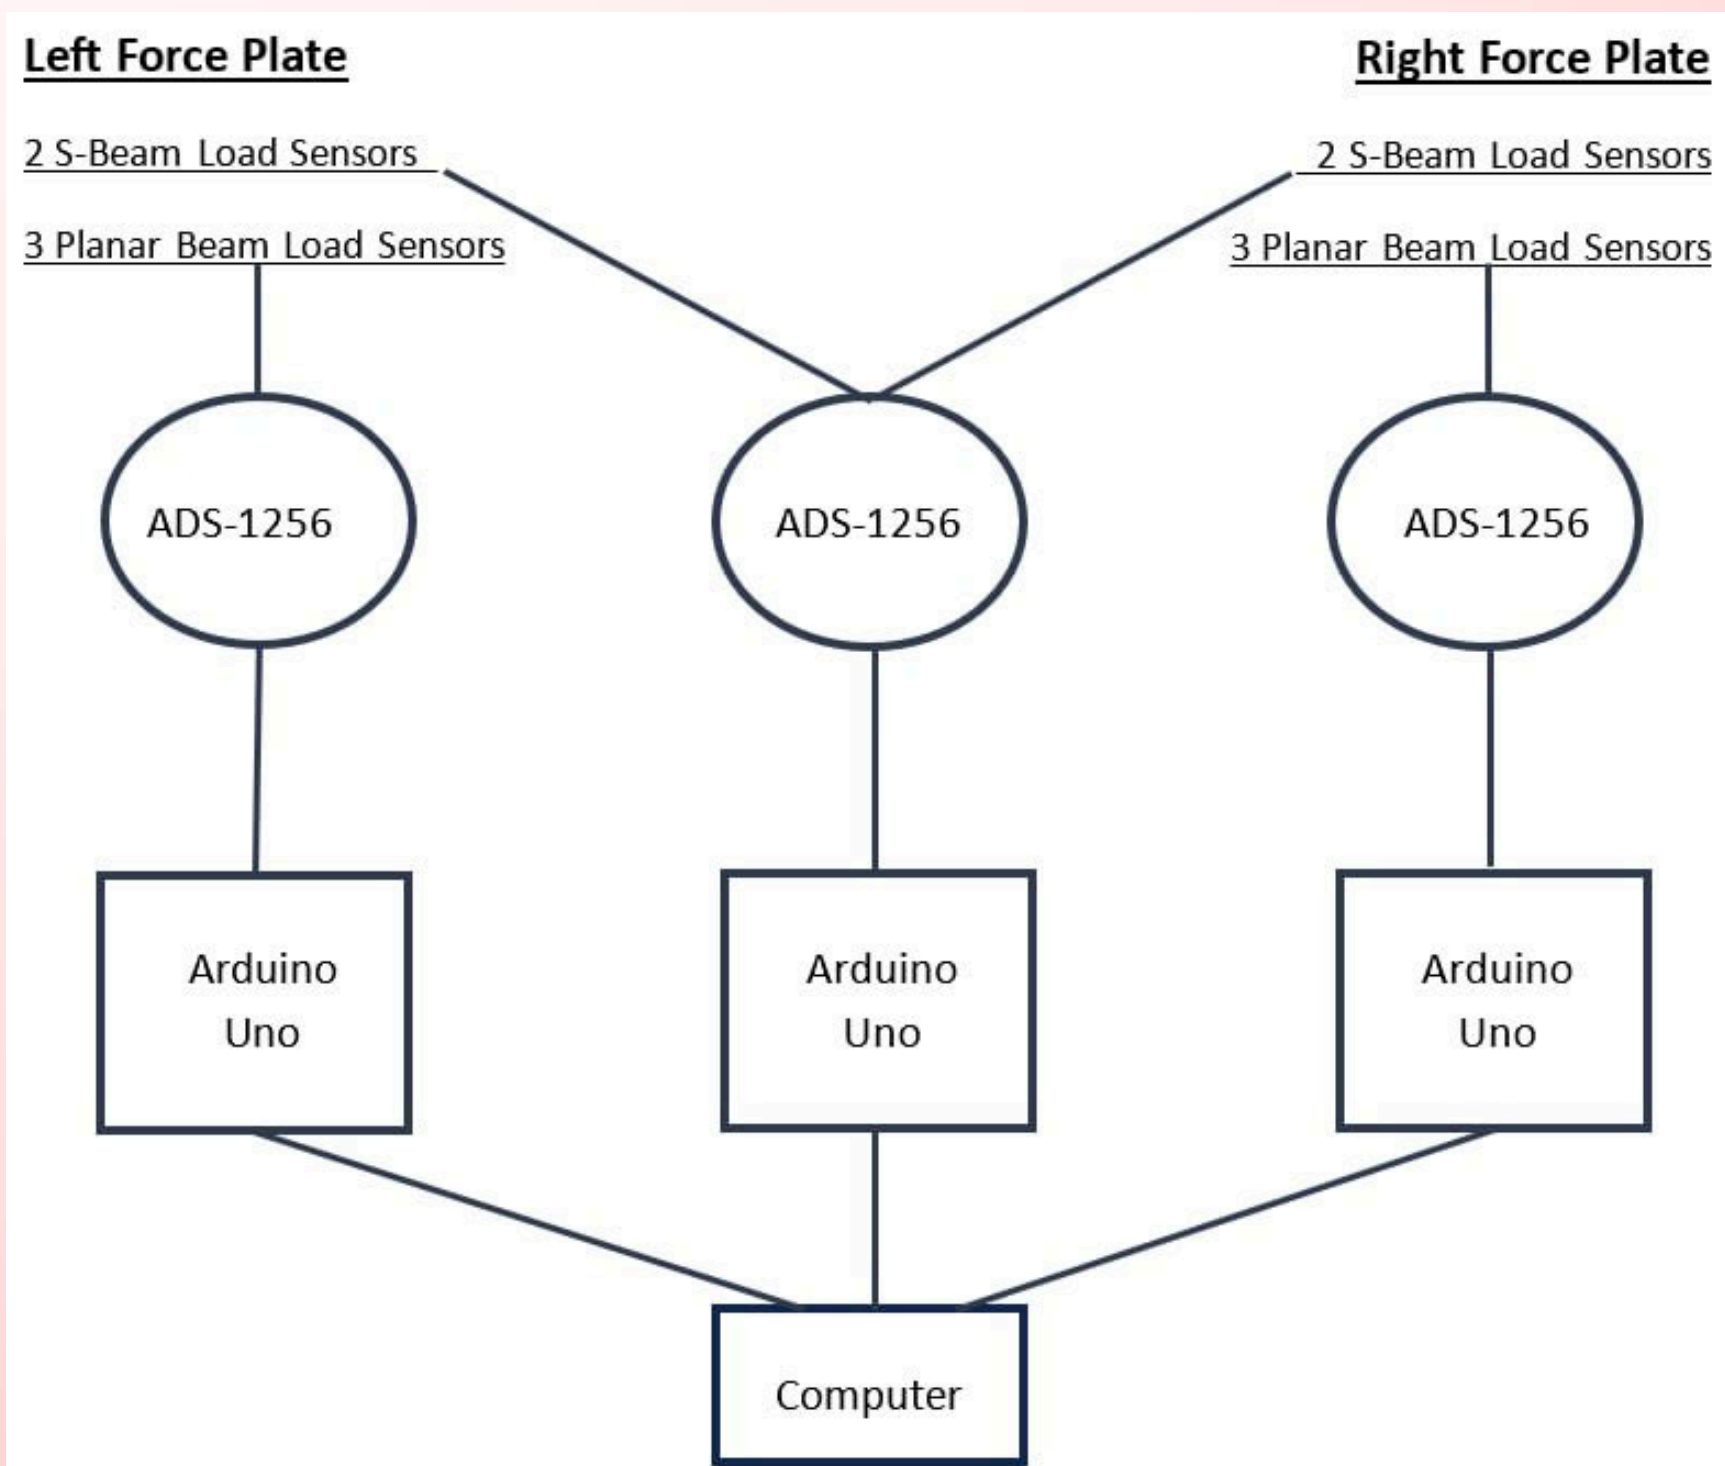 Left Force Plate
Right Force Plate
2 S-Beam Load Sensors
2 S-Beam Load Sensors
3 Planar Beam Load Sensors
3 Planar Beam Load Sensors
ADS-1256
ADS-1256
ADS-1256
Arduino
Uno
Arduino
Uno
Arduino
Uno
Computer